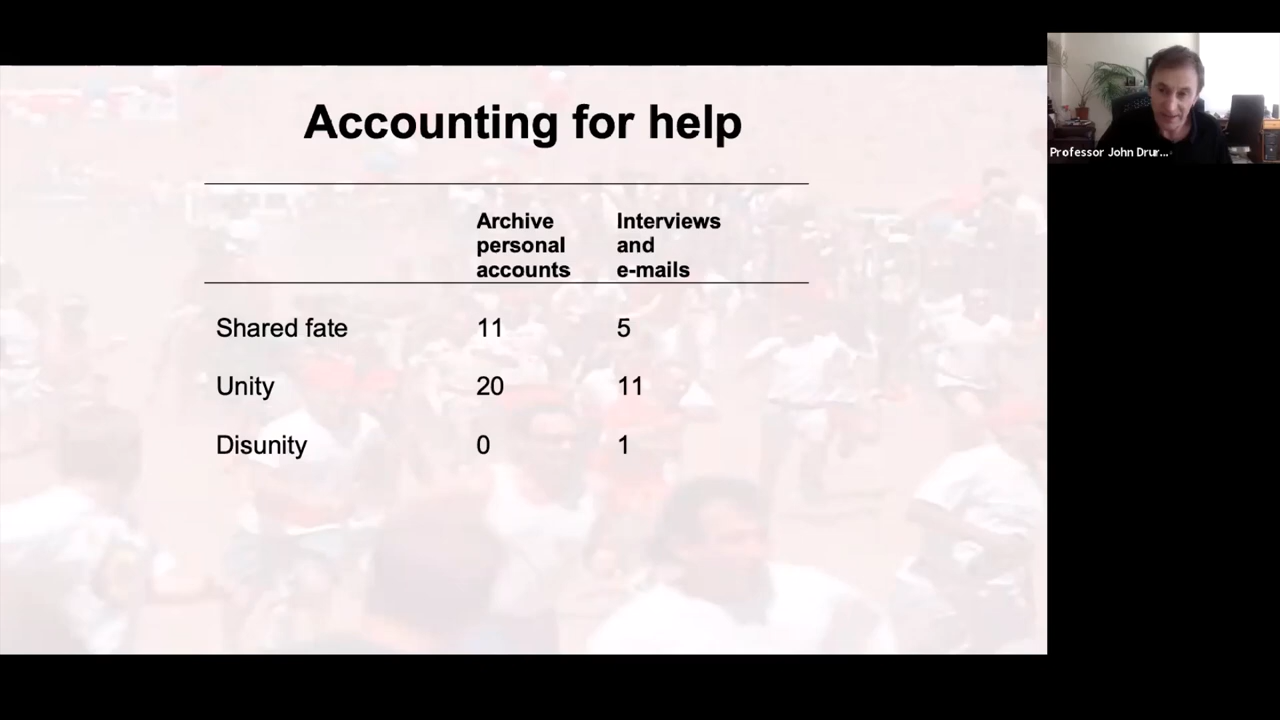 Accounting for help
Archive personal accounts
Interviews and e-mails
Shared fate 11 5
Unity 20 11
Disunity 0 1
Professor John Drur...